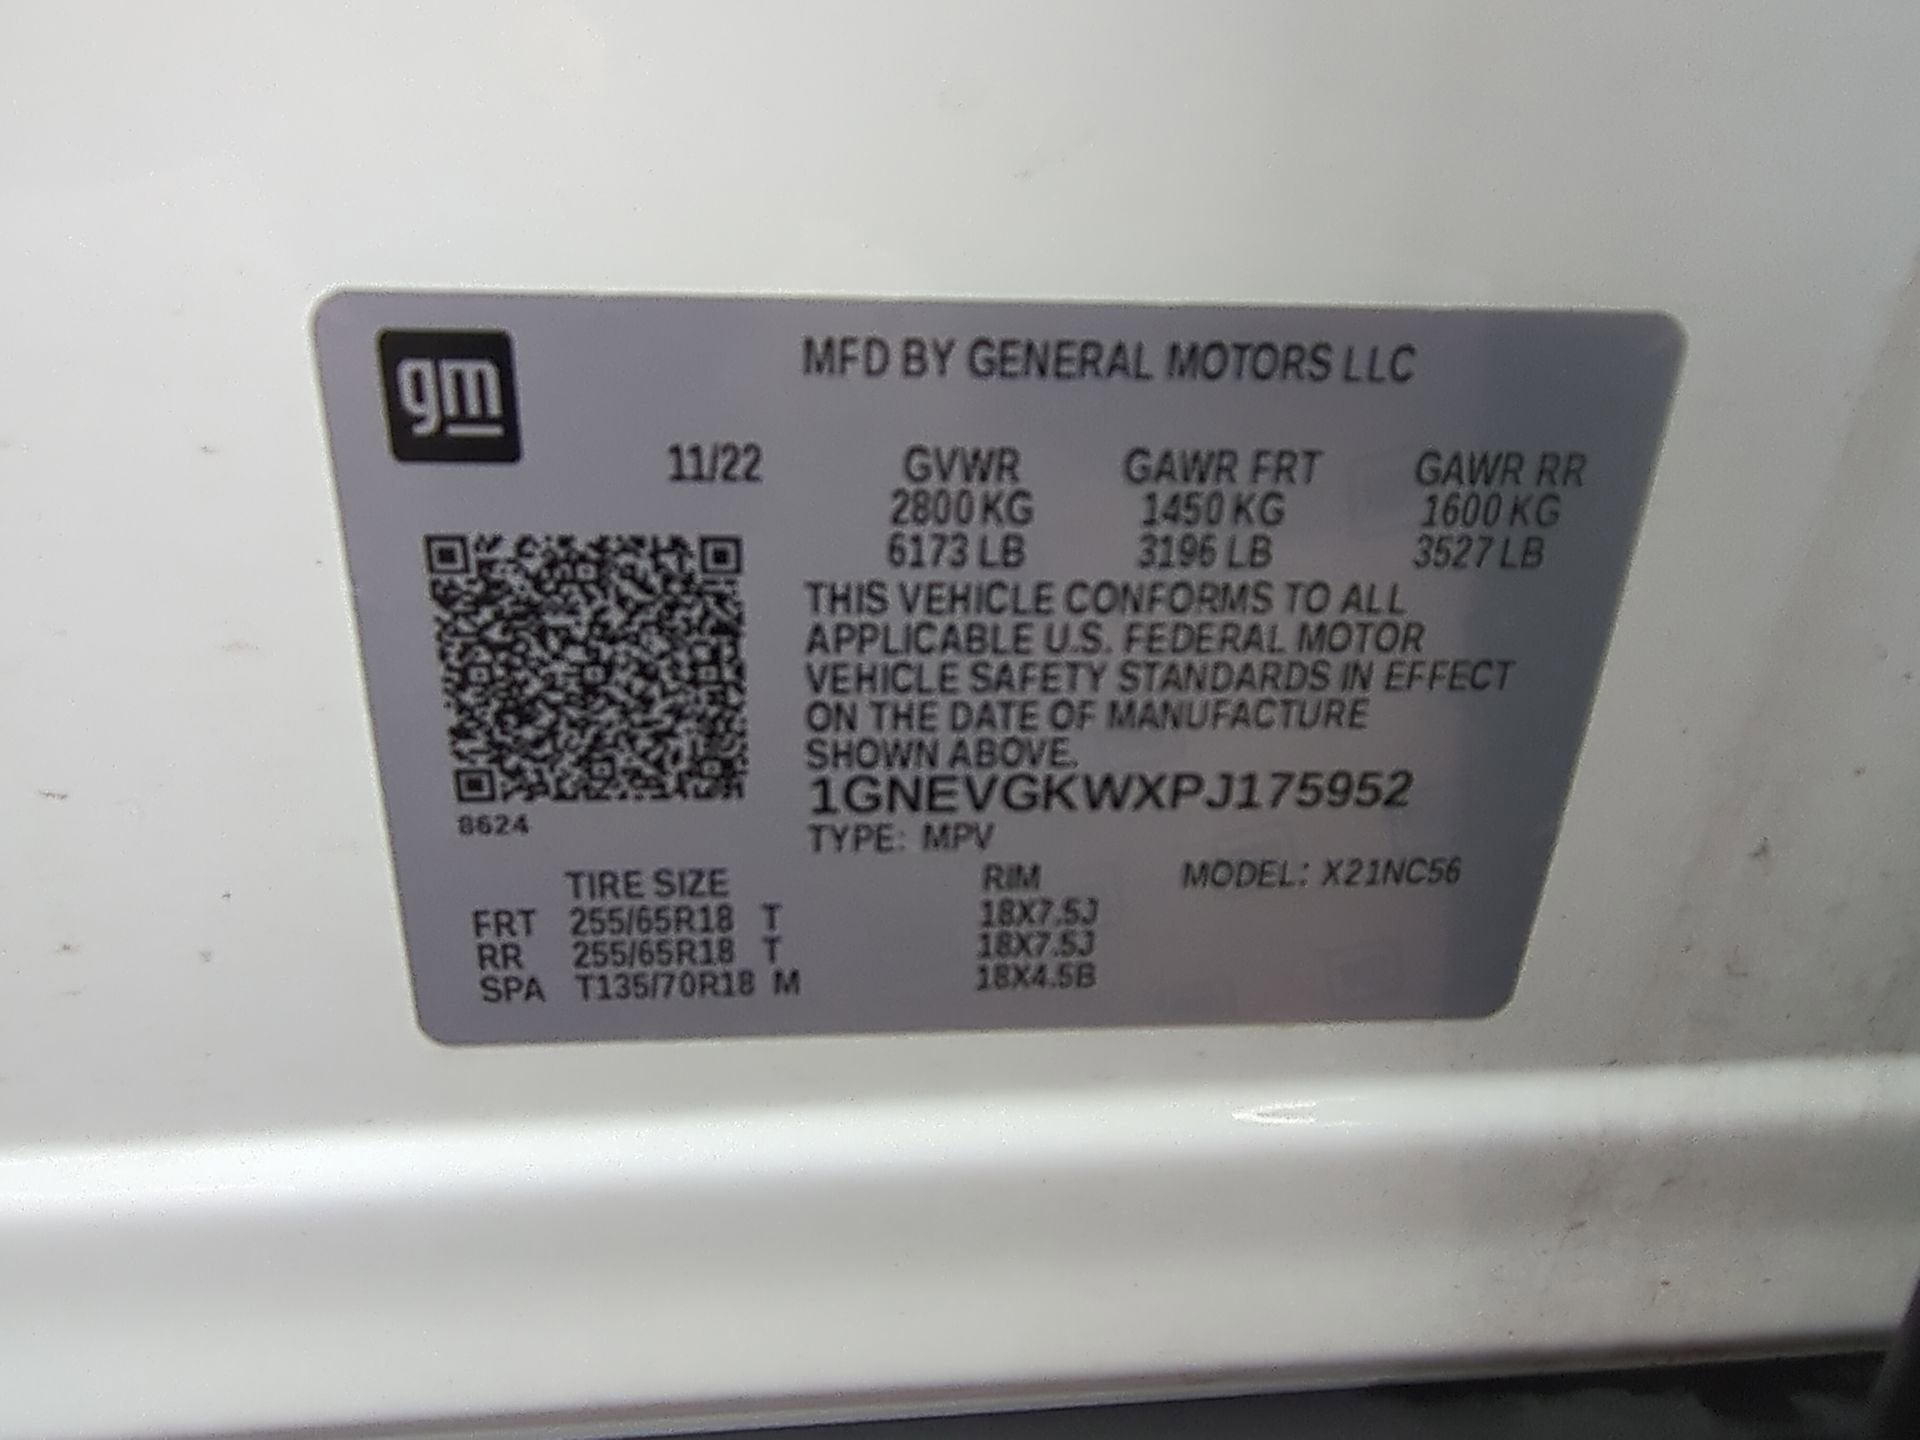 gm
MFD BY GENERAL MOTORS LLC
11/22 GVWR GAWR FRT GAWR RR
2800 KG 1450 KG 1600 KG
6173 LB 3196 LB 3527 LB
THIS VEHICLE CONFORMS TO ALL
APPLICABLE U.S. FEDERAL MOTOR
VEHICLE SAFETY STANDARDS IN EFFECT
ON THE DATE OF MANUFACTURE
SHOWN ABOVE.
1GNEVGKWXPJ175952
8624
TYPE: MPV
TIRE SIZE RIM MODEL: X21NC56
FRT 255/65R18 T 18X7.5J
RR 255/65R18 T 18X7.5J
SPA T135/70R18 M 18X4.5B